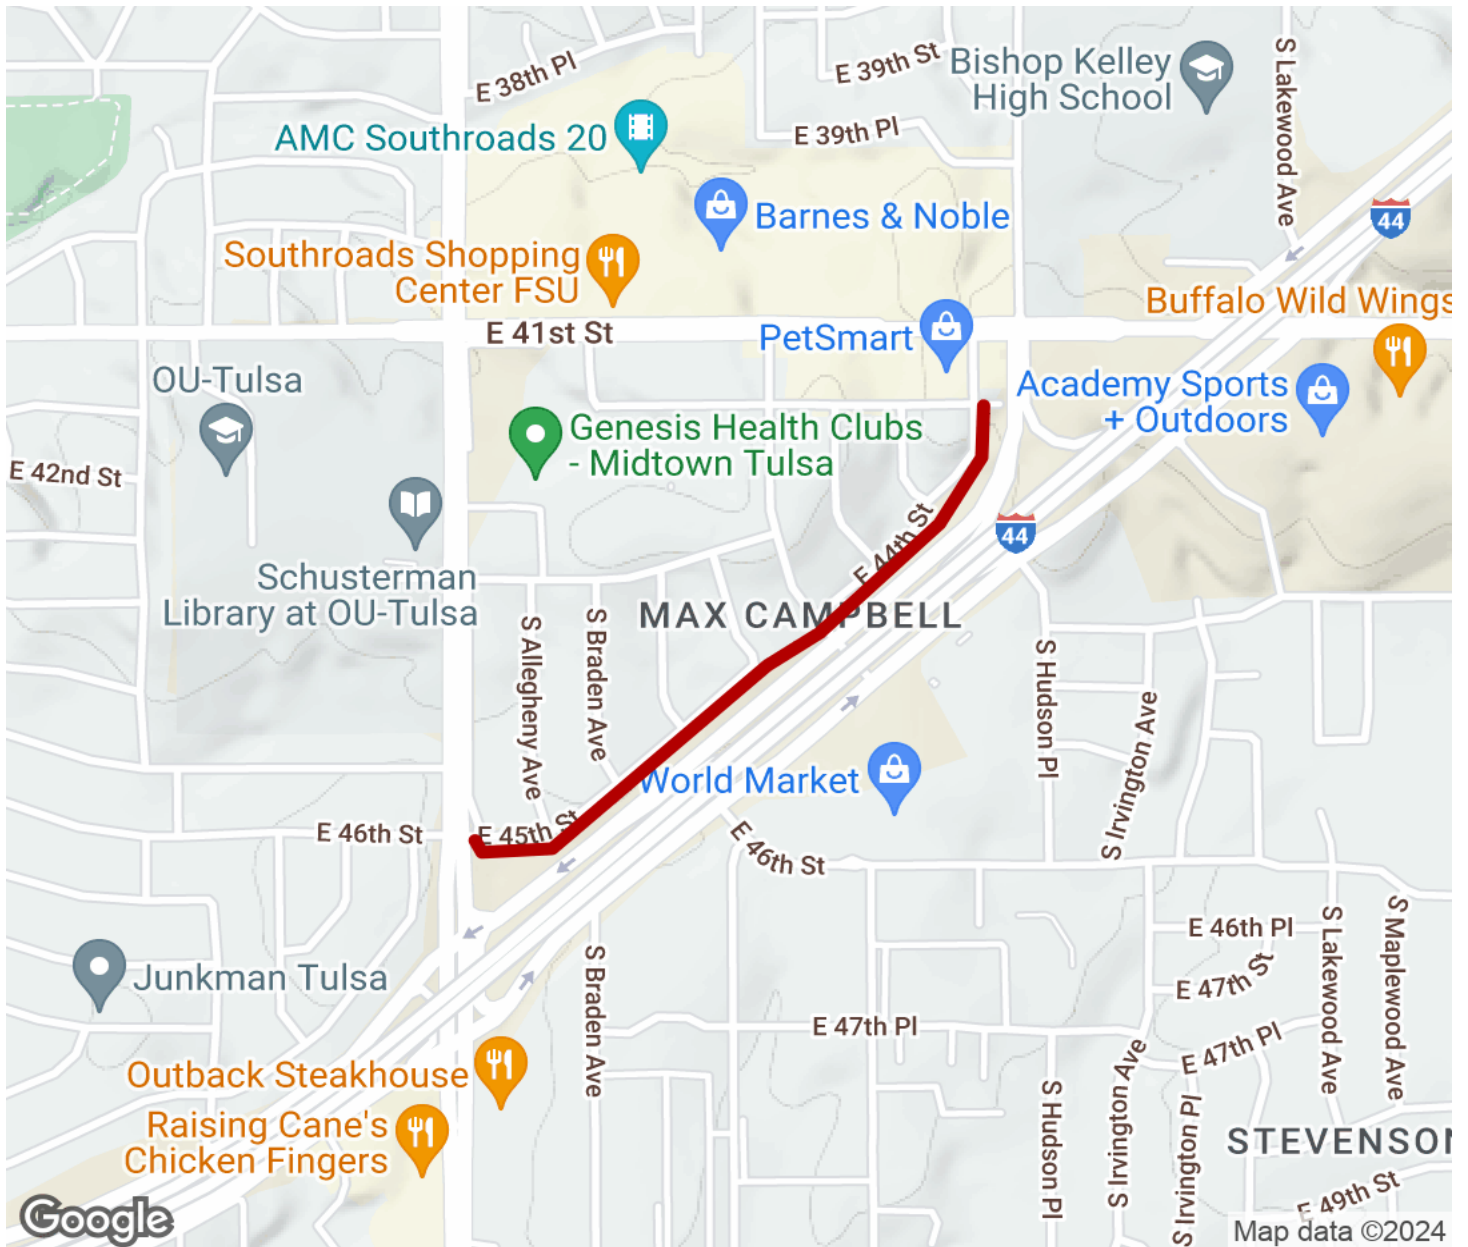 E 38th Pl
E 39th St
Bishop Kelley
High School
S Lakewood Ave
AMC Southroads 20
E 39th Pl
Barnes & Noble
44
Southroads Shopping
Center FSU
Buffalo Wild Wings
E 41st St
PetSmart
OU-Tulsa
Academy Sports
+ Outdoors
Genesis Health Clubs
- Midtown Tulsa
E 42nd St
E 44th St
44
Schusterman
Library at OU-Tulsa
MAX CAMPBELL
S Allegheny Ave
S Braden Ave
S Hudson Pl
S Irvington Ave
World Market
E 46th St
E 45th St
E 46th St
S Lakewood Ave
S Maplewood Ave
E 46th Pl
Junkman Tulsa
S Braden Ave
E 47th St
E 47th Pl
E 47th Pl
Outback Steakhouse
S Hudson Pl
S Irvington Ave
S Irvington Pl
Raising Cane's
Chicken Fingers
STEVENSON
E 49th St
Google
Map data ©2024